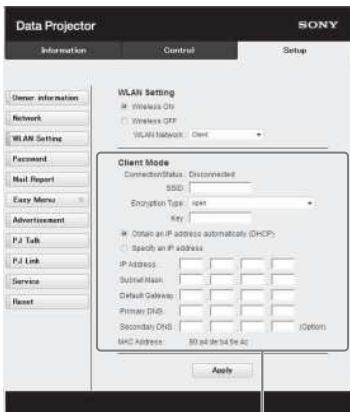 Data Projector
SONY
Information
Control
Setup
Owner information
Network
WLAN Setting
Password
Mail Report
Easy Menu
Advertisement
PJ Talk
PJ Link
Service
Reset
WLAN Setting
Wireless ON
Wireless OFF
WLAN Network: Client
Client Mode
ConnectionStatus: Disconnected
SSID
Encryption Type: open
Key
Obtain an IP address automatically (DHCP)
Specify an IP address
IP Address
Subnet Mask
Default Gateway
Primary DNS
Secondary DNS (Option)
MAC Address:
Apply